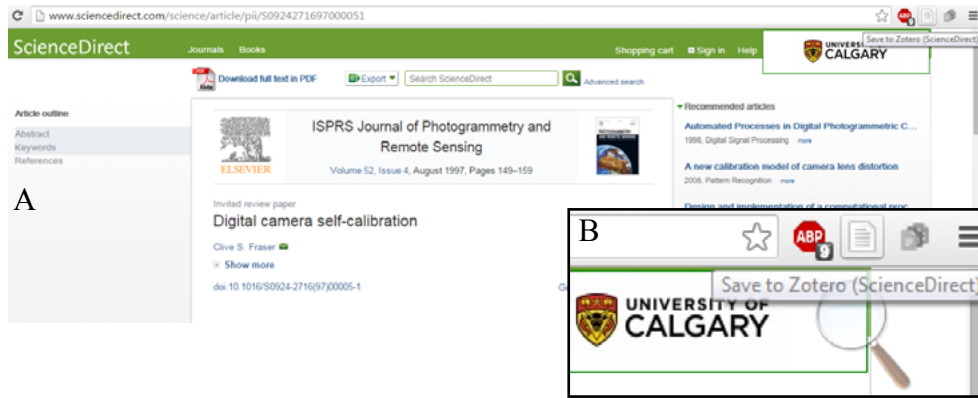 www.sciencedirect.com/science/article/pii/S0924271697000051
Save to Zotero (ScienceDirect)
ScienceDirect
Journals Books
Shopping cart Sign in Help
UNIVERSI
CALGARY
PDF
Adobe
Download full text in PDF
Export
Search ScienceDirect
Advanced search
Article outline
Abstract
Keywords
References
A
ELSEVIER
ISPRS Journal of Photogrammetry and
Remote Sensing
Volume 52, Issue 4, August 1997, Pages 149–159
Invited review paper
Digital camera self-calibration
Clive S. Fraser
Show more
doi:10.1016/S0924-2716(97)00005-1
Ge
Recommended articles
Automated Processes in Digital Photogrammetric C...
1998, Digital Signal Processing more
A new calibration model of camera lens distortion
2008, Pattern Recognition more
Design and implementation of a computational proc
B
ABP
9
Save to Zotero (ScienceDirect)
UNIVERSITY OF
CALGARY